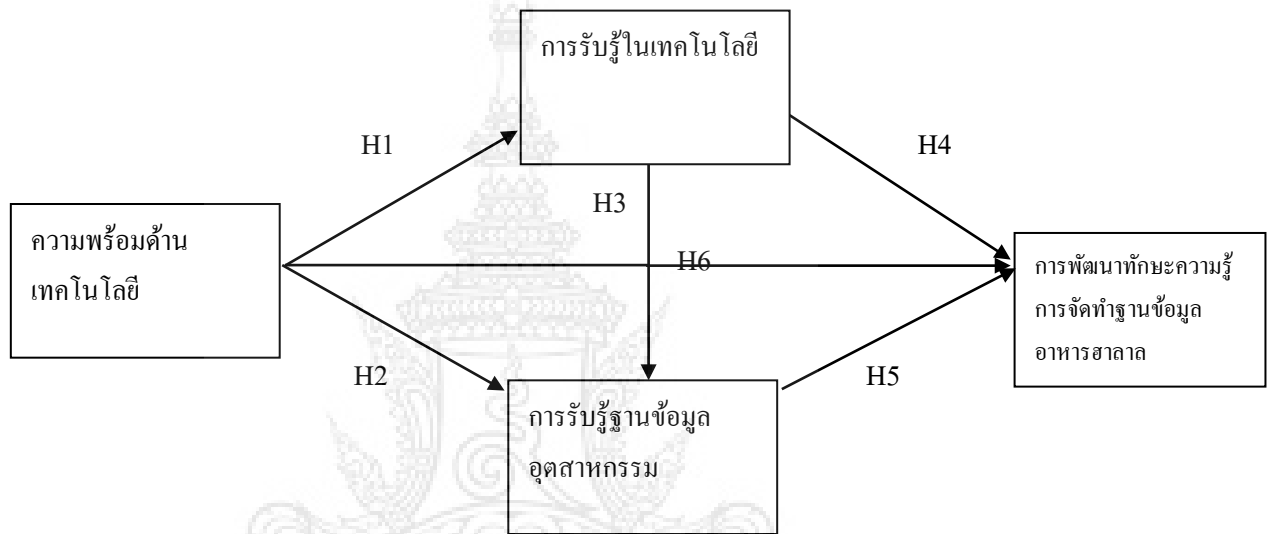 การรับรู้ในเทคโนโลยี
H1
H4
H3
ความพร้อมด้าน
เทคโนโลยี
H6
การพัฒนาทักษะความรู้
การจัดทำฐานข้อมูล
อาหารฮาลาล
H2
H5
การรับรู้ฐานข้อมูล
อุตสาหกรรม